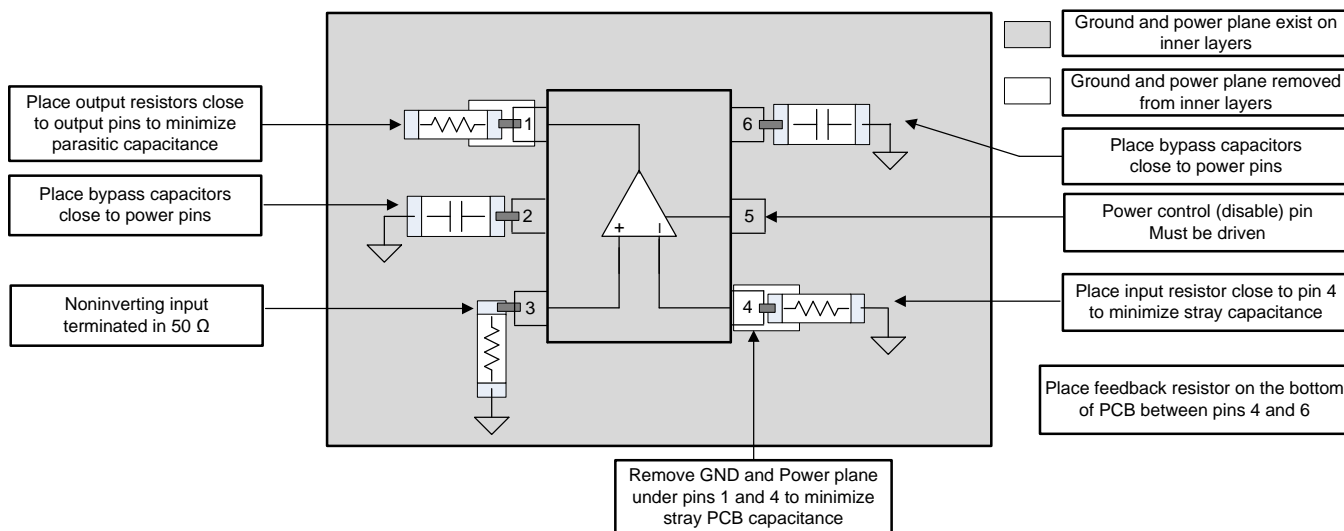 Ground and power plane exist on
inner layers
Ground and power plane removed
from inner layers
Place output resistors close
to output pins to minimize
parasitic capacitance
1
6
Place bypass capacitors
close to power pins
Place bypass capacitors
close to power pins
2
5
Power control (disable) pin
Must be driven
+
–
Noninverting input
terminated in 50 Ω
3
4
Place input resistor close to pin 4
to minimize stray capacitance
Place feedback resistor on the bottom
of PCB between pins 4 and 6
Remove GND and Power plane
under pins 1 and 4 to minimize
stray PCB capacitance